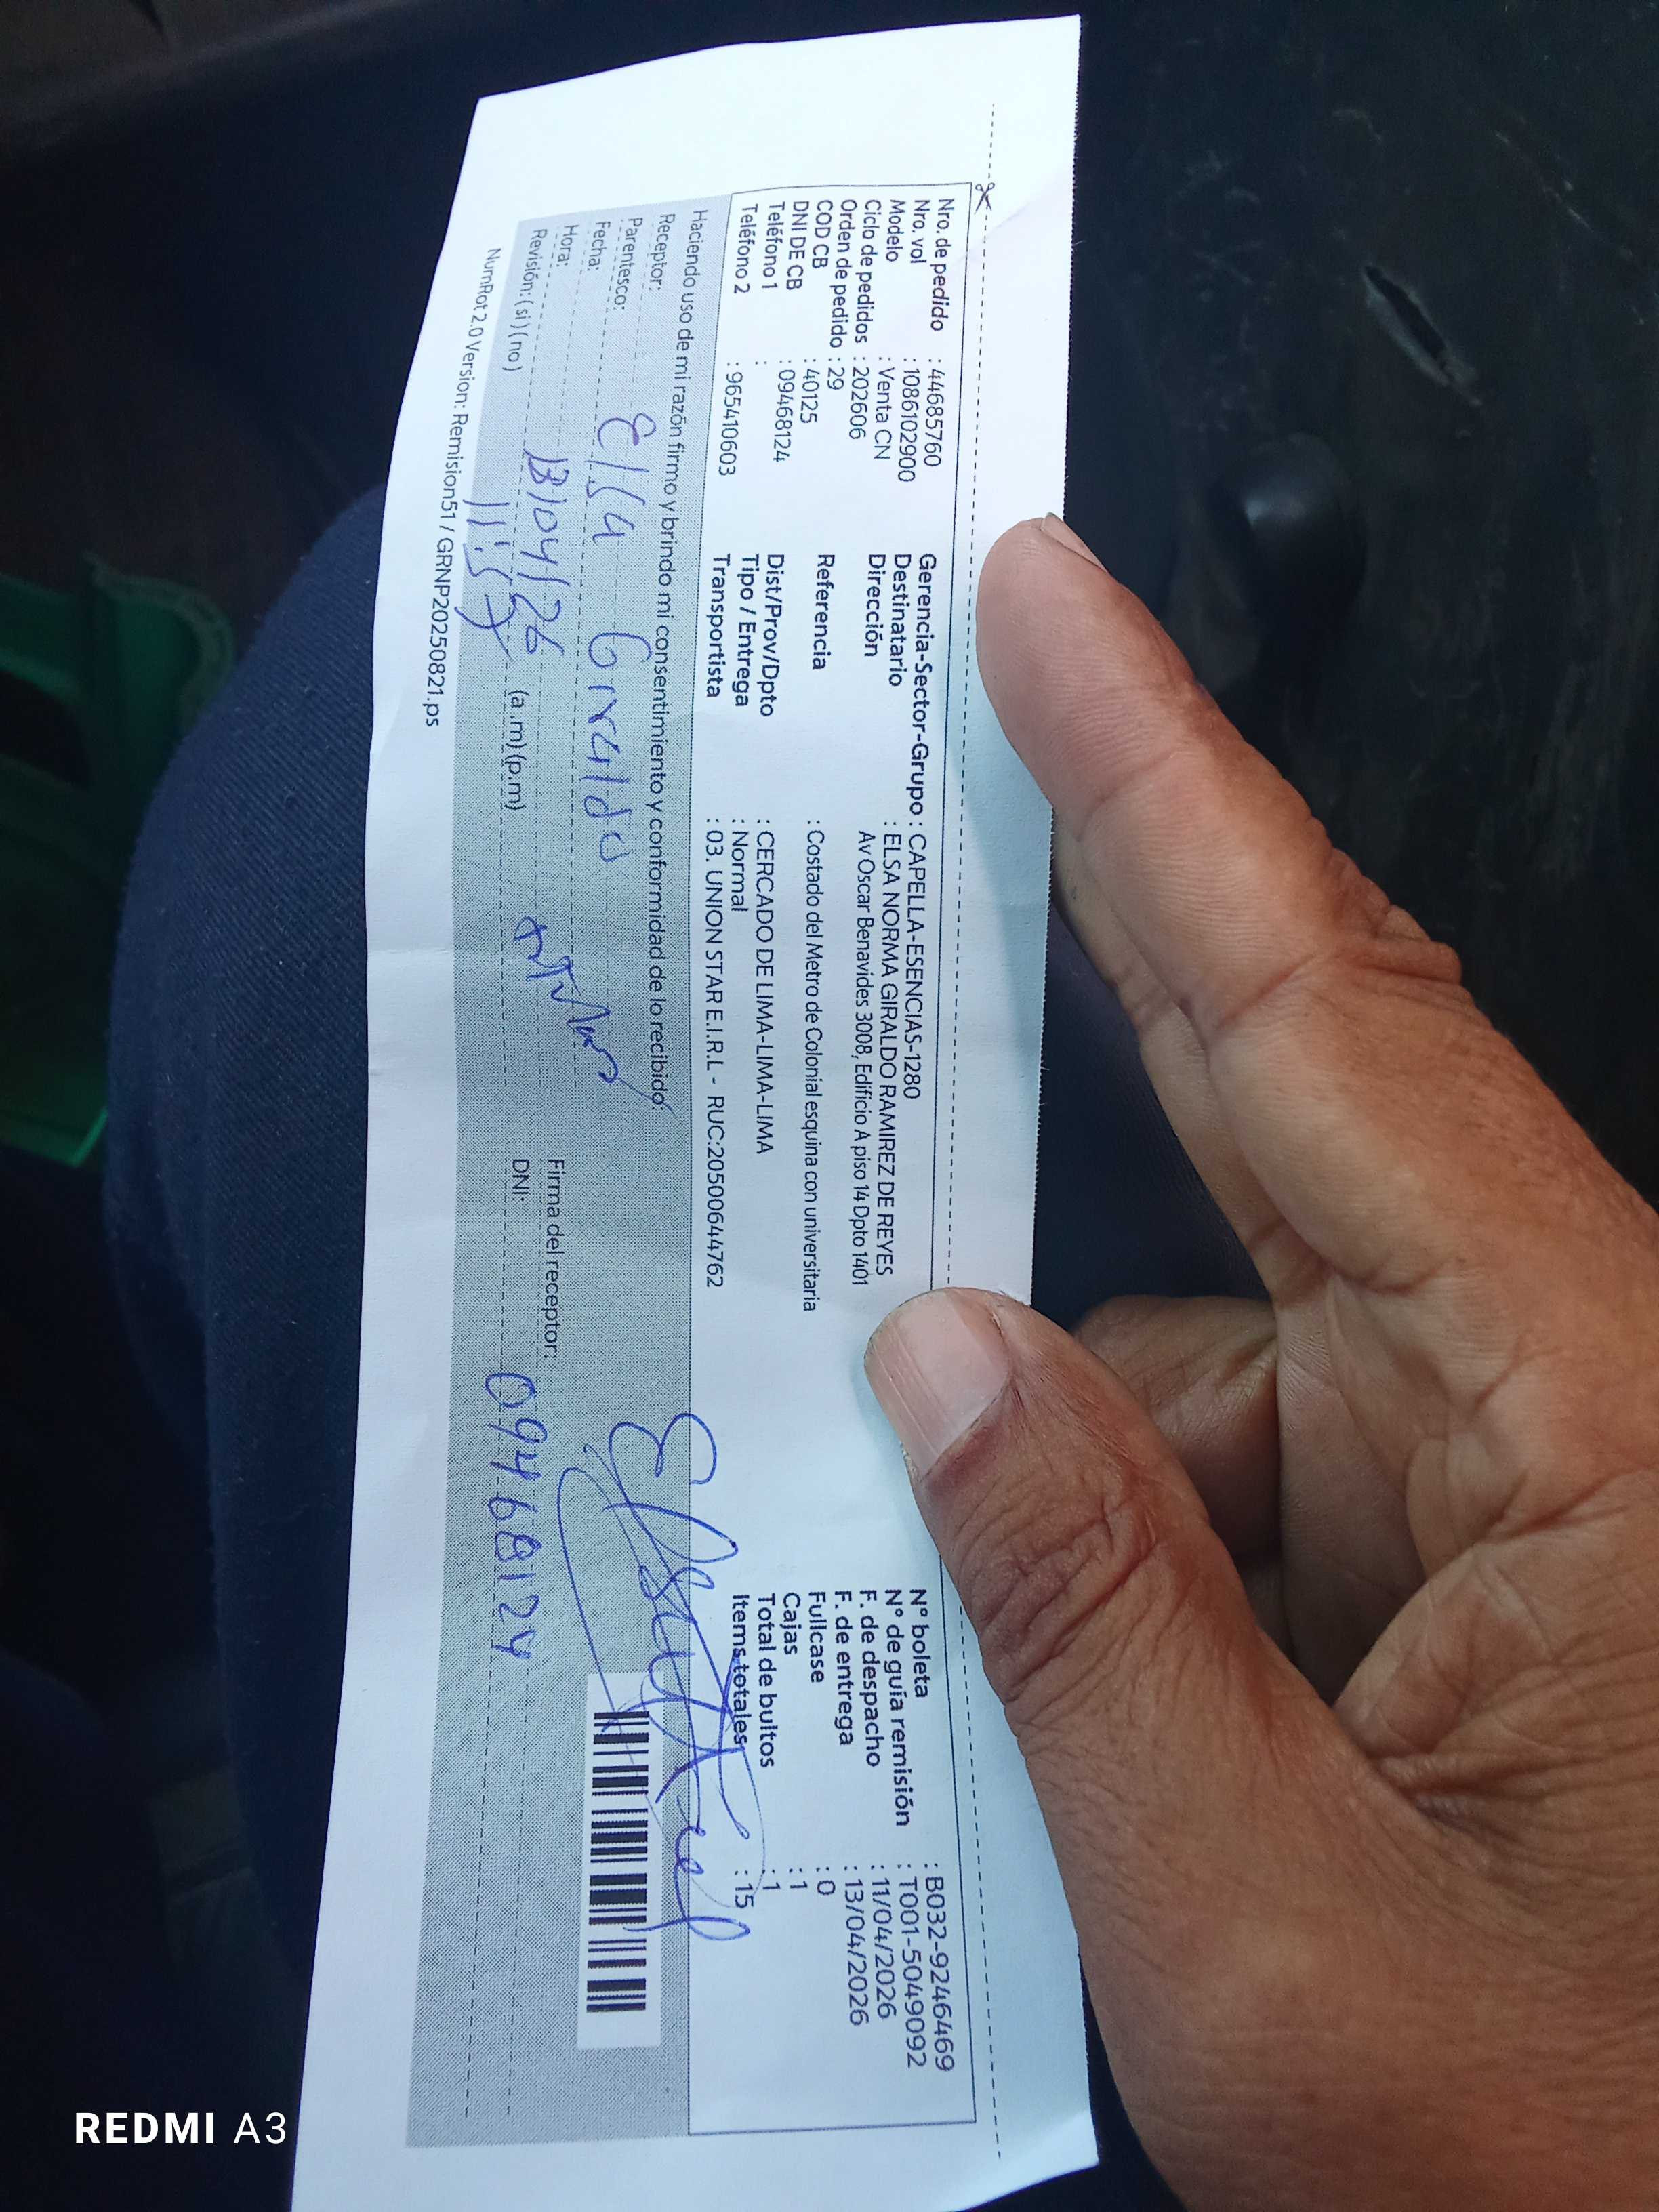 Nro. de pedido : 44685760
Nro. vol : 1086102900
Modelo : Venta CN
Ciclo de pedidos : 202606
Orden de pedido : 29
COD CB : 40125
DNI DE CB : 09468124
Teléfono 1 :
Teléfono 2 : 965410603
Gerencia-Sector-Grupo : CAPELLA-ESENCIAS-1280
Destinatario : ELSA NORMA GIRALDO RAMIREZ DE REYES
Dirección Av Oscar Benavides 3008, Edificio A piso 14 Dpto 1401
Referencia : Costado del Metro de Colonial esquina con universitaria
Dist/Prov/Dpto : CERCADO DE LIMA-LIMA-LIMA
Tipo / Entrega : Normal
Transportista : 03. UNION STAR E.I.R.L - RUC:20500644762
N° boleta : B032-9246469
N° de guía remisión : T001-5049092
F. de despacho : 11/04/2026
F. de entrega : 13/04/2026
Fullcase : 0
Cajas : 1
Total de bultos : 1
Items totales : 15
Haciendo uso de mi razón firmo y brindo mi consentimiento y conformidad de lo recibido:
Receptor: Elsa Giraldo
Parentesco: titular
Fecha: 13/04/26
Hora: 11:57 (a.m) (p.m)
Revisión: (si) (no)
Firma del receptor:
DNI: 09468124
NumRot2.0 Version: Remision51 / GRNP20250821.ps
REDMI A3